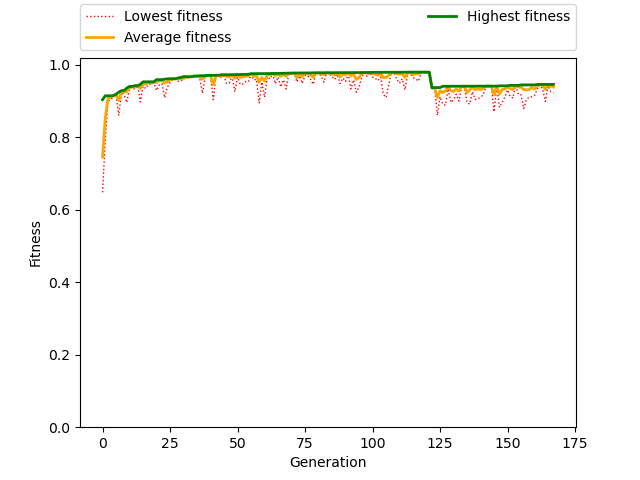 Lowest fitness
Average fitness
Highest fitness
1.0
0.8
0.6
0.4
0.2
0.0
Fitness
0 25 50 75 100 125 150 175
Generation